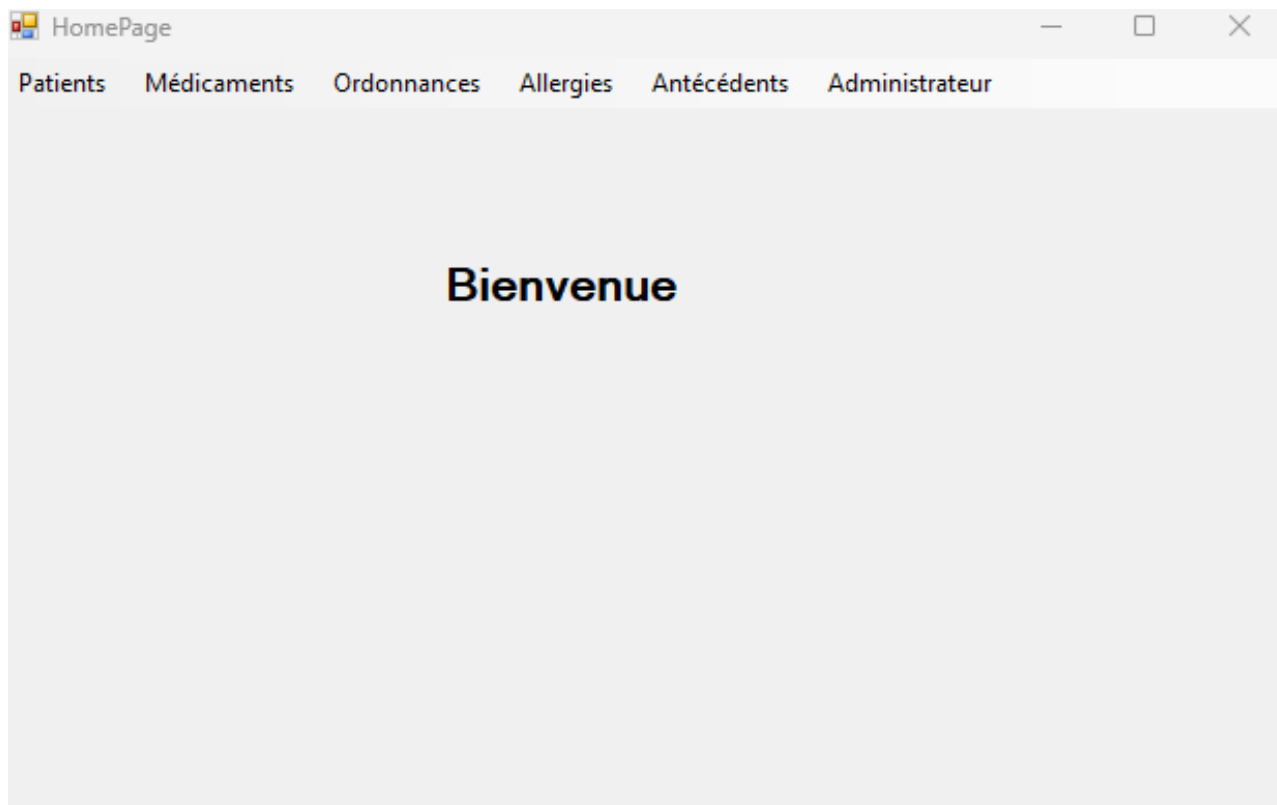 HomePage
Patients Médicaments Ordonnances Allergies Antécédents Administrateur
Bienvenue